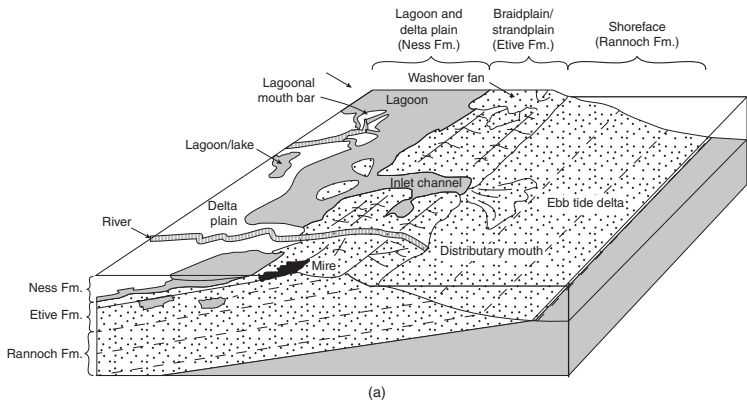 Lagoon and
delta plain
(Ness Fm.)
Braidplain/
strandplain
(Etive Fm.)
Shoreface
(Rannoch Fm.)
Washover fan
Lagoonal
mouth bar
Lagoon
Lagoon/lake
Inlet channel
Delta
plain
Ebb tide delta
River
Distributary mouth
Mire
Ness Fm.
Etive Fm.
Rannoch Fm.
(a)